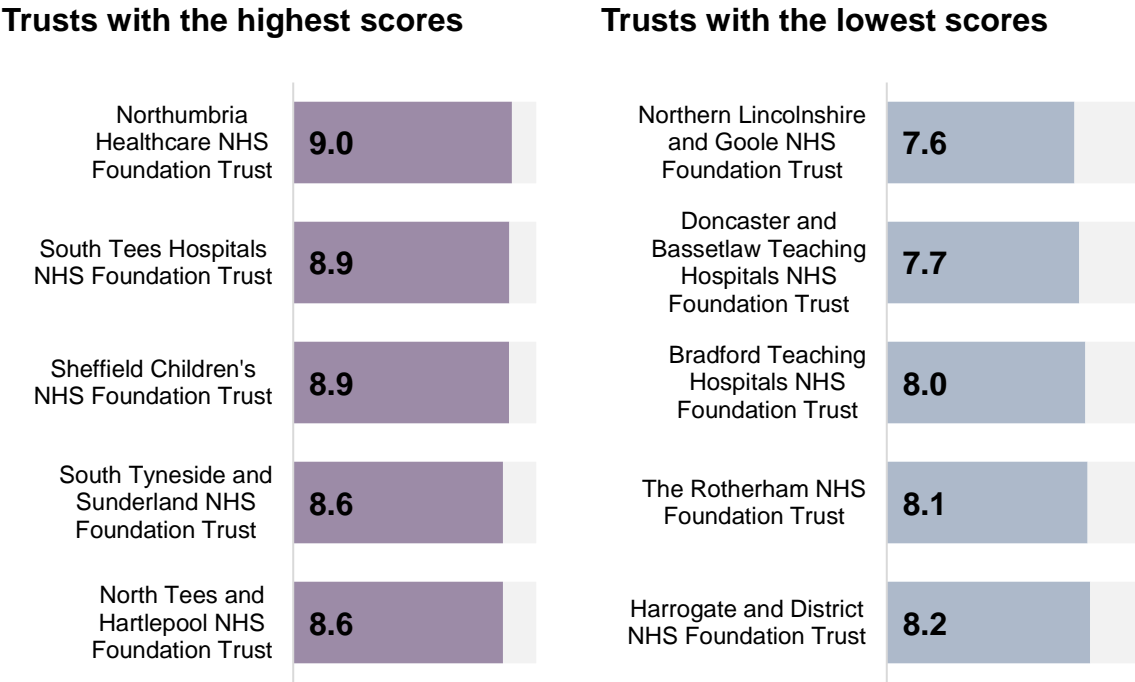 Trusts with the highest scores
Northumbria
Healthcare NHS
Foundation Trust
9.0
South Tees Hospitals
NHS Foundation Trust
8.9
Sheffield Children's
NHS Foundation Trust
8.9
South Tyneside and
Sunderland NHS
Foundation Trust
8.6
North Tees and
Hartlepool NHS
Foundation Trust
8.6
Trusts with the lowest scores
Northern Lincolnshire
and Goole NHS
Foundation Trust
7.6
Doncaster and
Bassetlaw Teaching
Hospitals NHS
Foundation Trust
7.7
Bradford Teaching
Hospitals NHS
Foundation Trust
8.0
The Rotherham NHS
Foundation Trust
8.1
Harrogate and District
NHS Foundation Trust
8.2